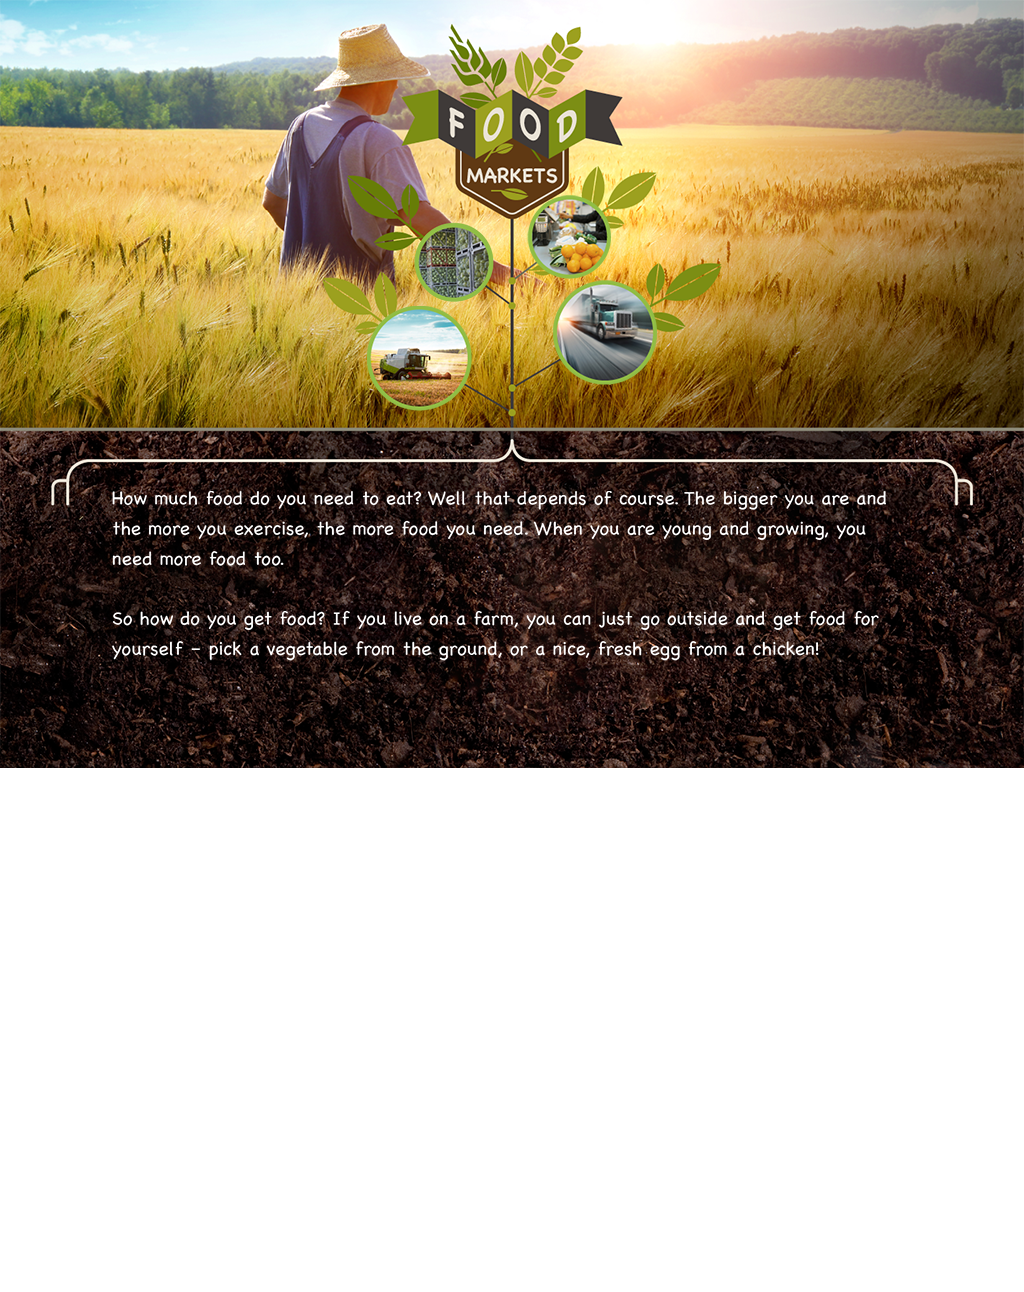 FOOD
MARKETS
How much food do you need to eat? Well that depends of course. The bigger you are and
the more you exercise, the more food you need. When you are young and growing, you
need more food too.
So how do you get food? If you live on a farm, you can just go outside and get food for
yourself – pick a vegetable from the ground, or a nice, fresh egg from a chicken!